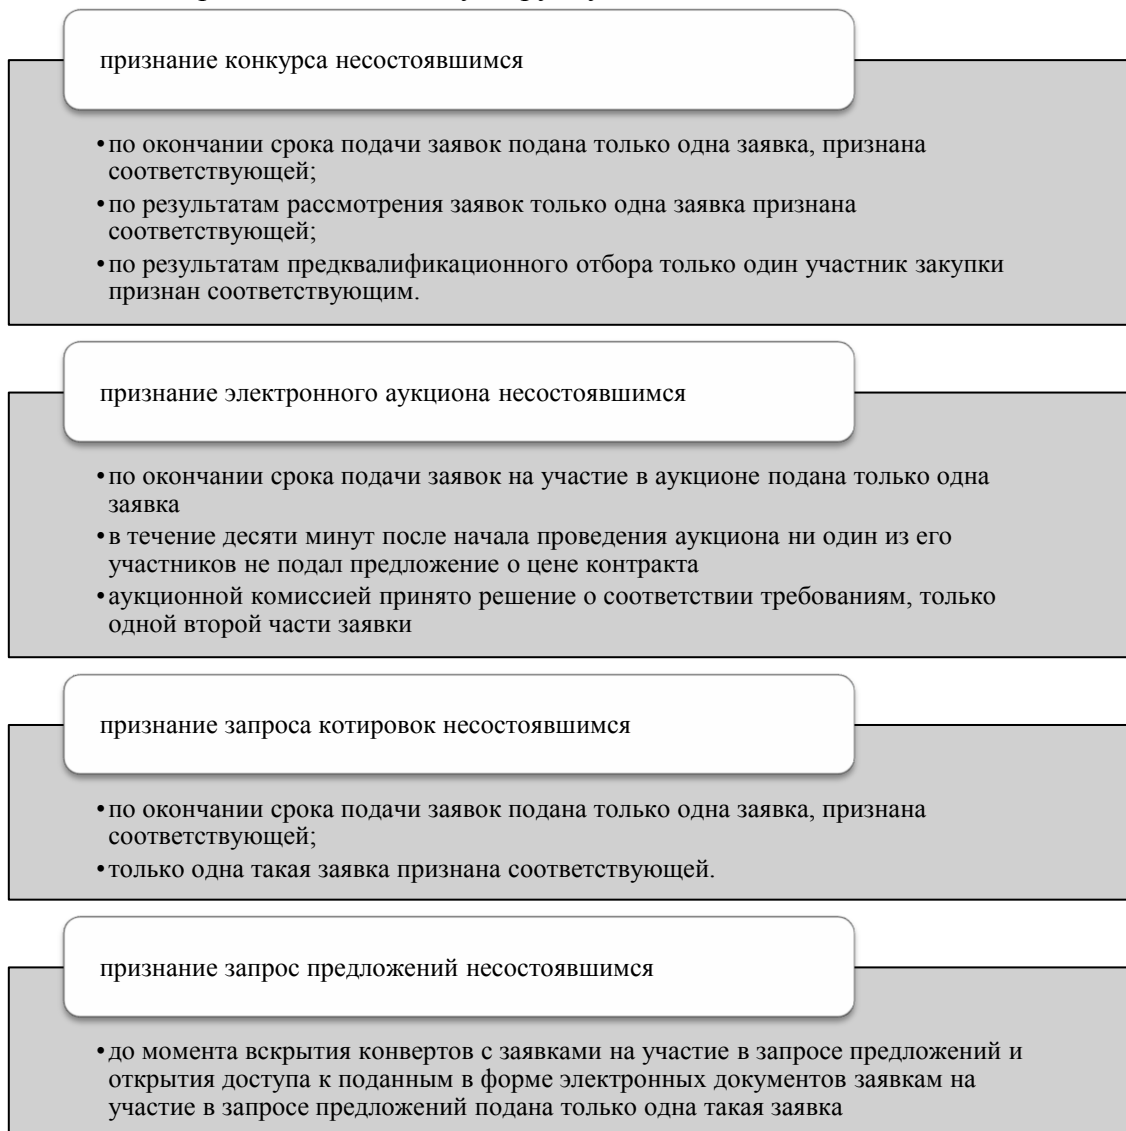 признание конкурса несостоявшимся
•по окончании срока подачи заявок подана только одна заявка, признана
соответствующей;
•по результатам рассмотрения заявок только одна заявка признана
соответствующей;
•по результатам предквалификационного отбора только один участник закупки
признан соответствующим.
признание электронного аукциона несостоявшимся
•по окончании срока подачи заявок на участие в аукционе подана только одна
заявка
•в течение десяти минут после начала проведения аукциона ни один из его
участников не подал предложение о цене контракта
•аукционной комиссией принято решение о соответствии требованиям, только
одной второй части заявки
признание запроса котировок несостоявшимся
•по окончании срока подачи заявок подана только одна заявка, признана
соответствующей;
•только одна такая заявка признана соответствующей.
признание запрос предложений несостоявшимся
•до момента вскрытия конвертов с заявками на участие в запросе предложений и
открытия доступа к поданным в форме электронных документов заявкам на
участие в запросе предложений подана только одна такая заявка